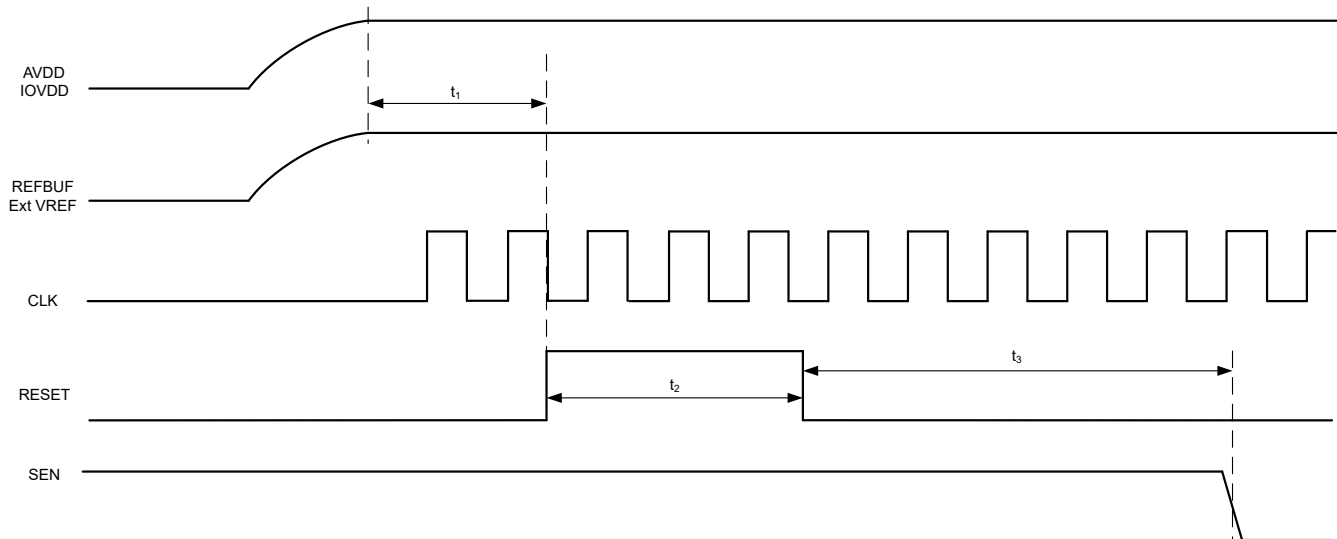 AVDD
IOVDD
t₁
REFBUF
Ext VREF
CLK
t₃
RESET
t₂
SEN